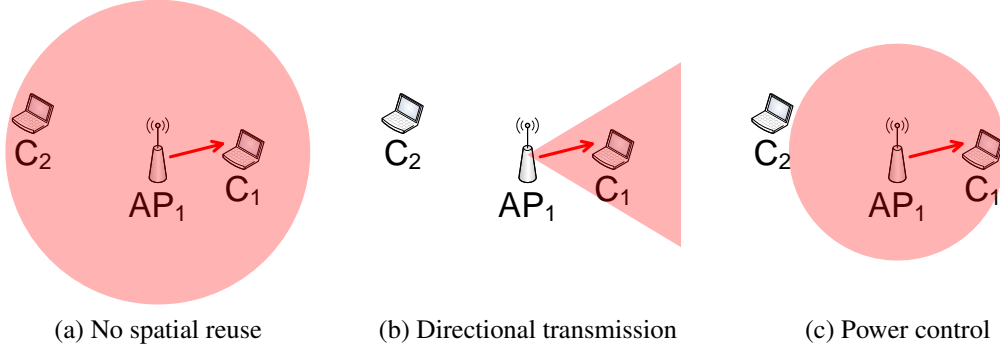 C₂
AP₁
C₁
(a) No spatial reuse
C₂
AP₁
C₁
(b) Directional transmission
C₂
AP₁
C₁
(c) Power control